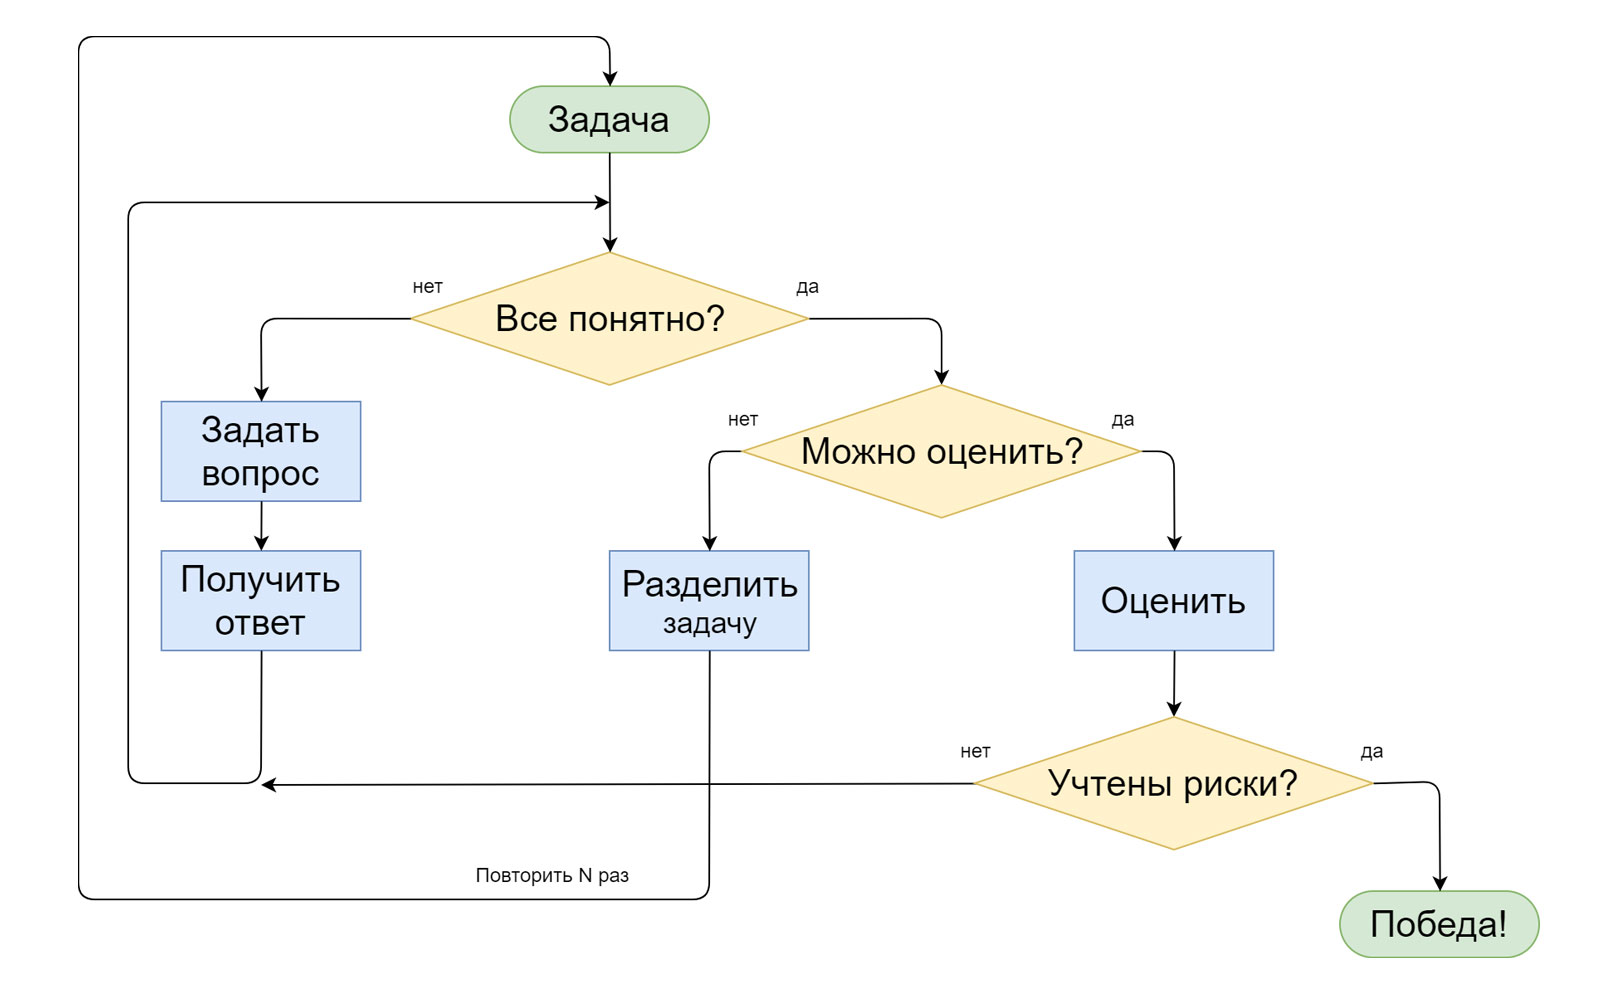 Задача
нет
да
Все понятно?
нет
да
Можно оценить?
Задать
вопрос
Получить
ответ
Разделить
задачу
Оценить
нет
да
Учтены риски?
Повторить N раз
Победа!